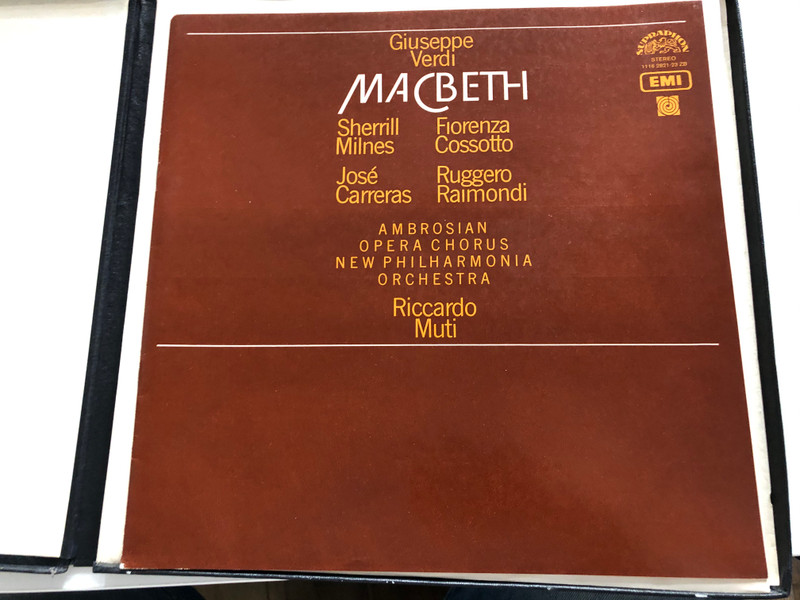 Giuseppe
Verdi
MACBETH
Sherrill
Milnes
Fiorenza
Cossotto
José
Carreras
Ruggero
Raimondi
AMBROSIAN
OPERA CHORUS
NEW PHILHARMONIA
ORCHESTRA
Riccardo
Muti
SUPRAPHON
STEREO
EMI